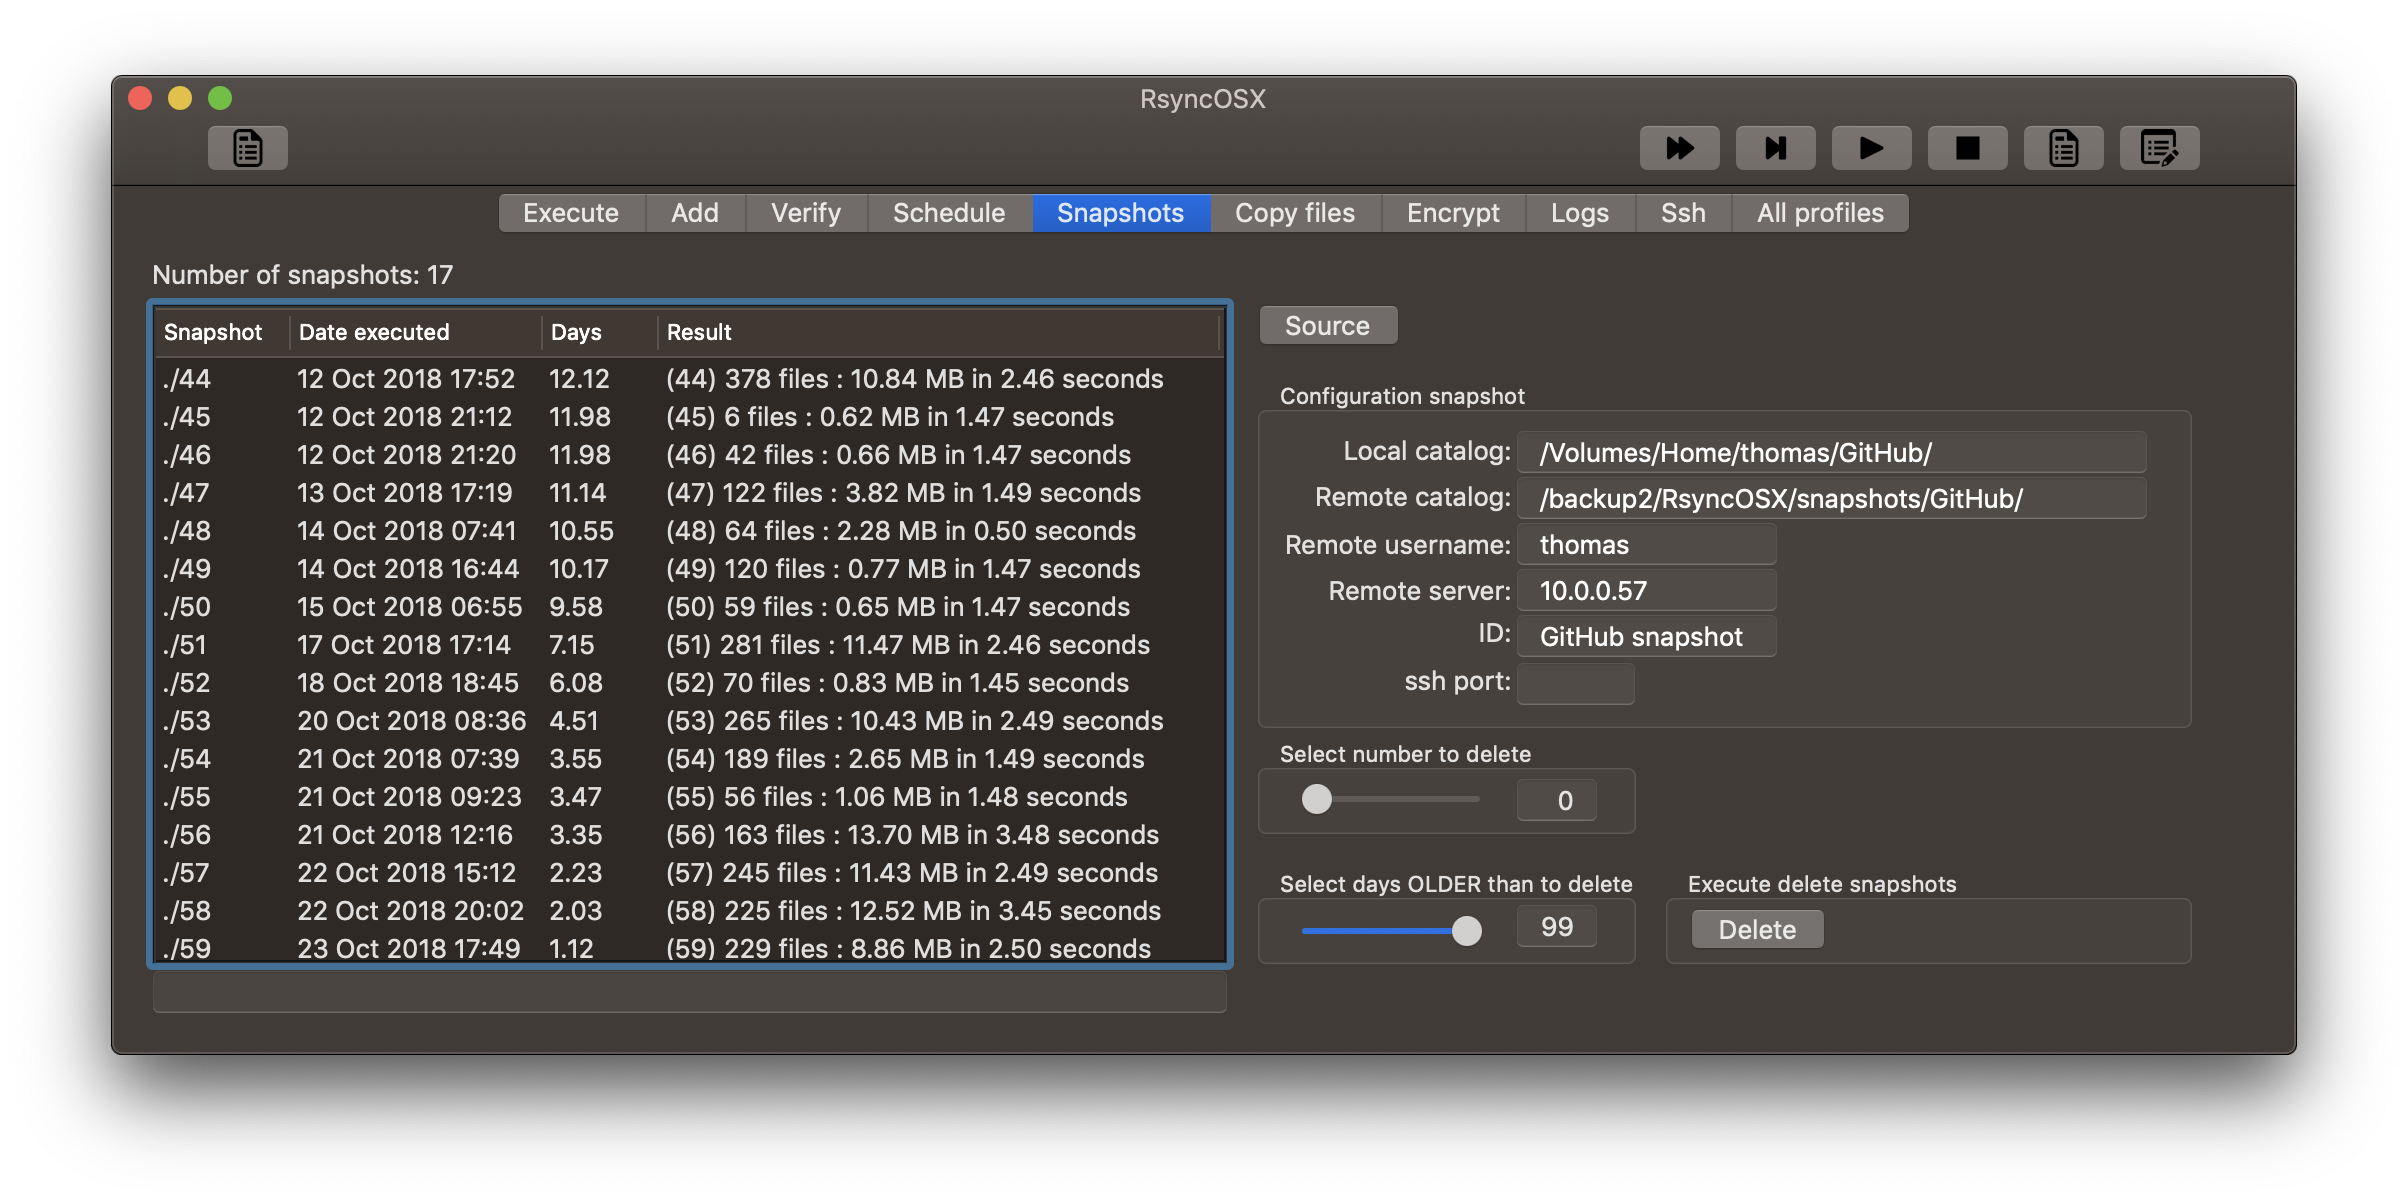 RsyncOSX
Execute Add Verify Schedule Snapshots Copy files Encrypt Logs Ssh All profiles
Number of snapshots: 17
Snapshot Date executed Days Result
./44 12 Oct 2018 17:52 12.12 (44) 378 files : 10.84 MB in 2.46 seconds
./45 12 Oct 2018 21:12 11.98 (45) 6 files : 0.62 MB in 1.47 seconds
./46 12 Oct 2018 21:20 11.98 (46) 42 files : 0.66 MB in 1.47 seconds
./47 13 Oct 2018 17:19 11.14 (47) 122 files : 3.82 MB in 1.49 seconds
./48 14 Oct 2018 07:41 10.55 (48) 64 files : 2.28 MB in 0.50 seconds
./49 14 Oct 2018 16:44 10.17 (49) 120 files : 0.77 MB in 1.47 seconds
./50 15 Oct 2018 06:55 9.58 (50) 59 files : 0.65 MB in 1.47 seconds
./51 17 Oct 2018 17:14 7.15 (51) 281 files : 11.47 MB in 2.46 seconds
./52 18 Oct 2018 18:45 6.08 (52) 70 files : 0.83 MB in 1.45 seconds
./53 20 Oct 2018 08:36 4.51 (53) 265 files : 10.43 MB in 2.49 seconds
./54 21 Oct 2018 07:39 3.55 (54) 189 files : 2.65 MB in 1.49 seconds
./55 21 Oct 2018 09:23 3.47 (55) 56 files : 1.06 MB in 1.48 seconds
./56 21 Oct 2018 12:16 3.35 (56) 163 files : 13.70 MB in 3.48 seconds
./57 22 Oct 2018 15:12 2.23 (57) 245 files : 11.43 MB in 2.49 seconds
./58 22 Oct 2018 20:02 2.03 (58) 225 files : 12.52 MB in 3.45 seconds
./59 23 Oct 2018 17:49 1.12 (59) 229 files : 8.86 MB in 2.50 seconds
Source
Configuration snapshot
Local catalog: /Volumes/Home/thomas/GitHub/
Remote catalog: /backup2/RsyncOSX/snapshots/GitHub/
Remote username: thomas
Remote server: 10.0.0.57
ID: GitHub snapshot
ssh port:
Select number to delete
0
Select days OLDER than to delete
99
Execute delete snapshots
Delete